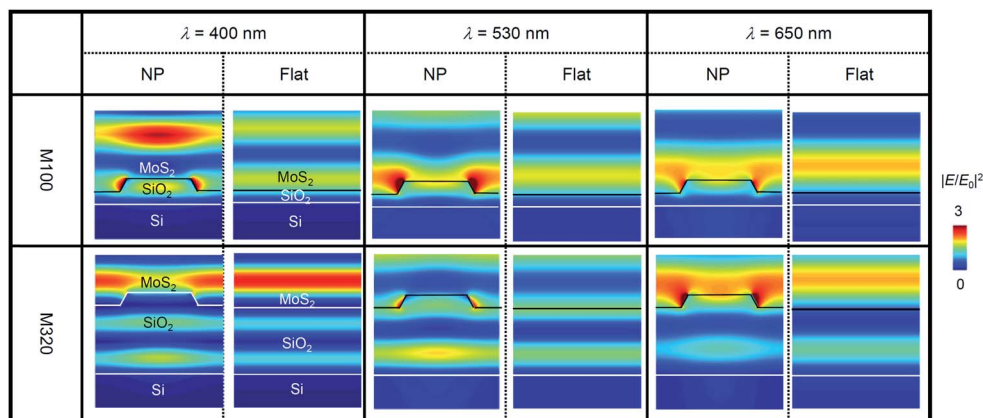 λ = 400 nm
λ = 530 nm
λ = 650 nm
NP
Flat
NP
Flat
NP
Flat
M100
MoS₂
SiO₂
Si
MoS₂
SiO₂
Si
|E/E₀|²
3
0
M320
MoS₂
SiO₂
Si
MoS₂
SiO₂
Si